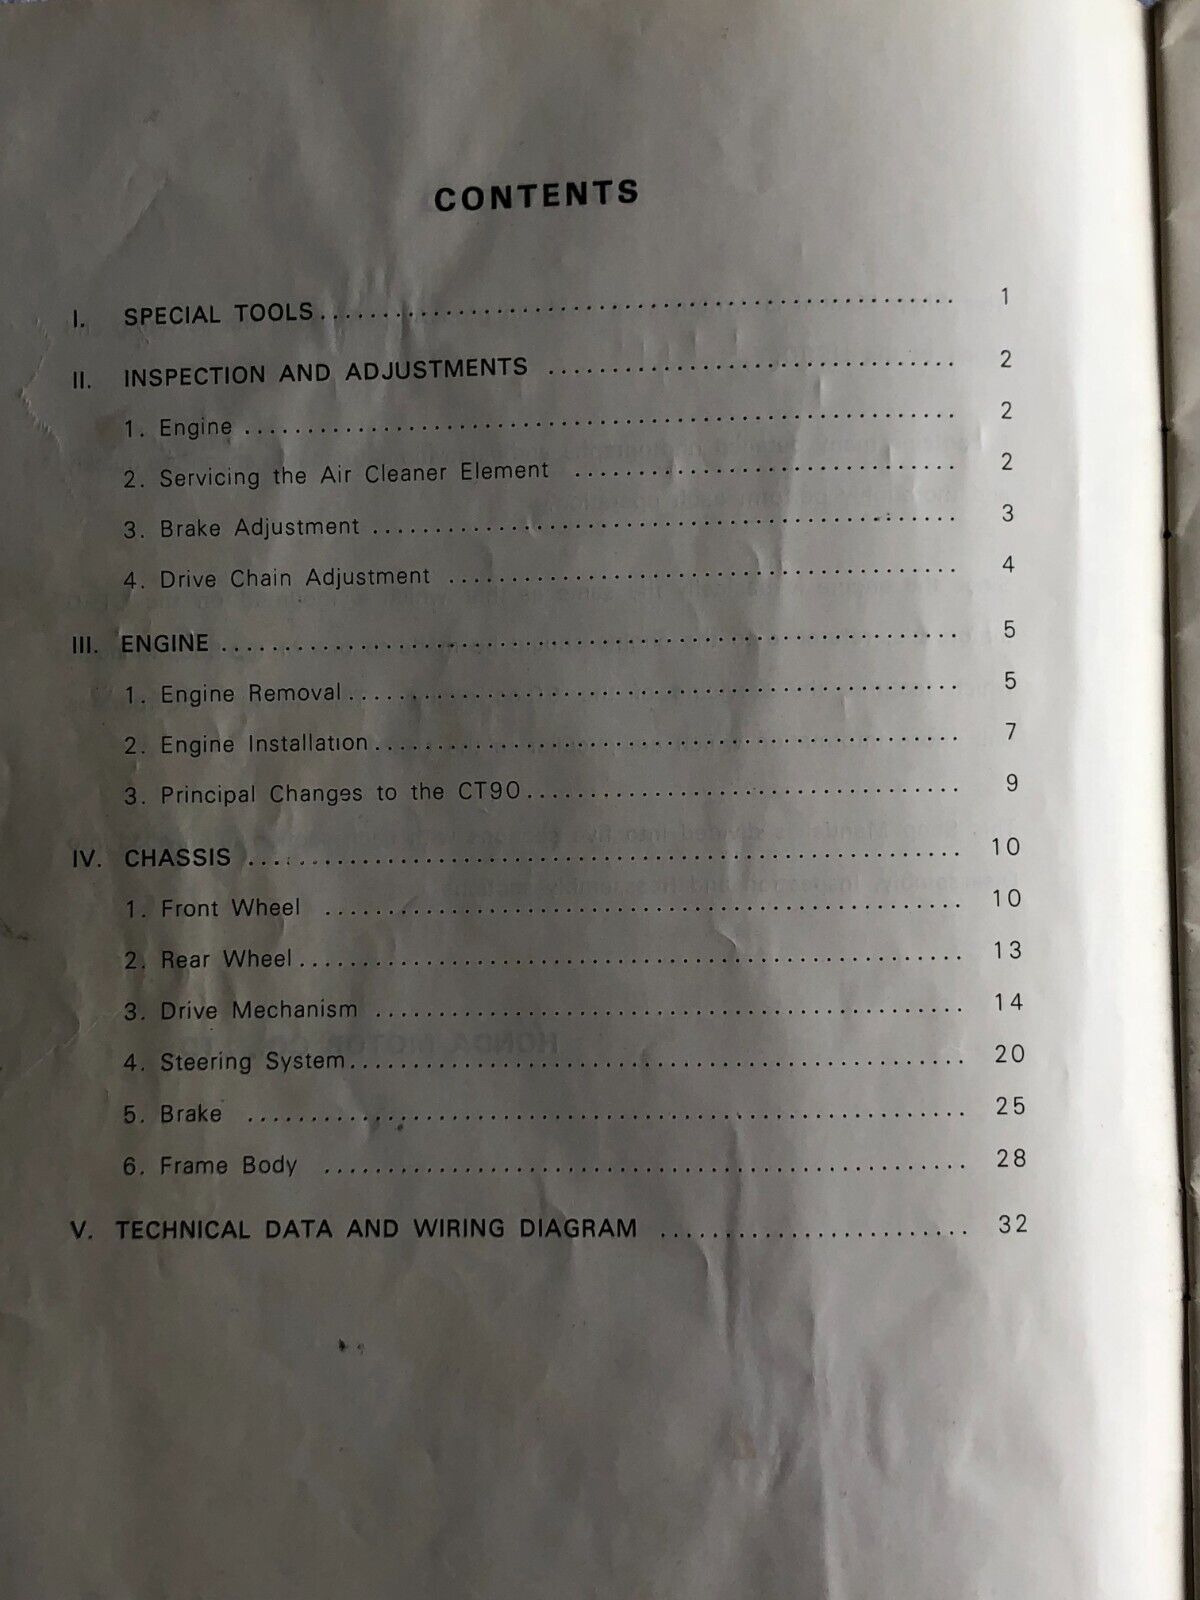 CONTENTS
I. SPECIAL TOOLS ........................................ 1
II. INSPECTION AND ADJUSTMENTS ........................................ 2
1. Engine ........................................ 2
2. Servicing the Air Cleaner Element ........................................ 2
3. Brake Adjustment ........................................ 3
4. Drive Chain Adjustment ........................................ 4
III. ENGINE ........................................ 5
1. Engine Removal ........................................ 5
2. Engine Installation ........................................ 7
3. Principal Changes to the CT90 ........................................ 9
IV. CHASSIS ........................................ 10
1. Front Wheel ........................................ 10
2. Rear Wheel ........................................ 13
3. Drive Mechanism ........................................ 14
4. Steering System ........................................ 20
5. Brake ........................................ 25
6. Frame Body ........................................ 28
V. TECHNICAL DATA AND WIRING DIAGRAM ........................................ 32